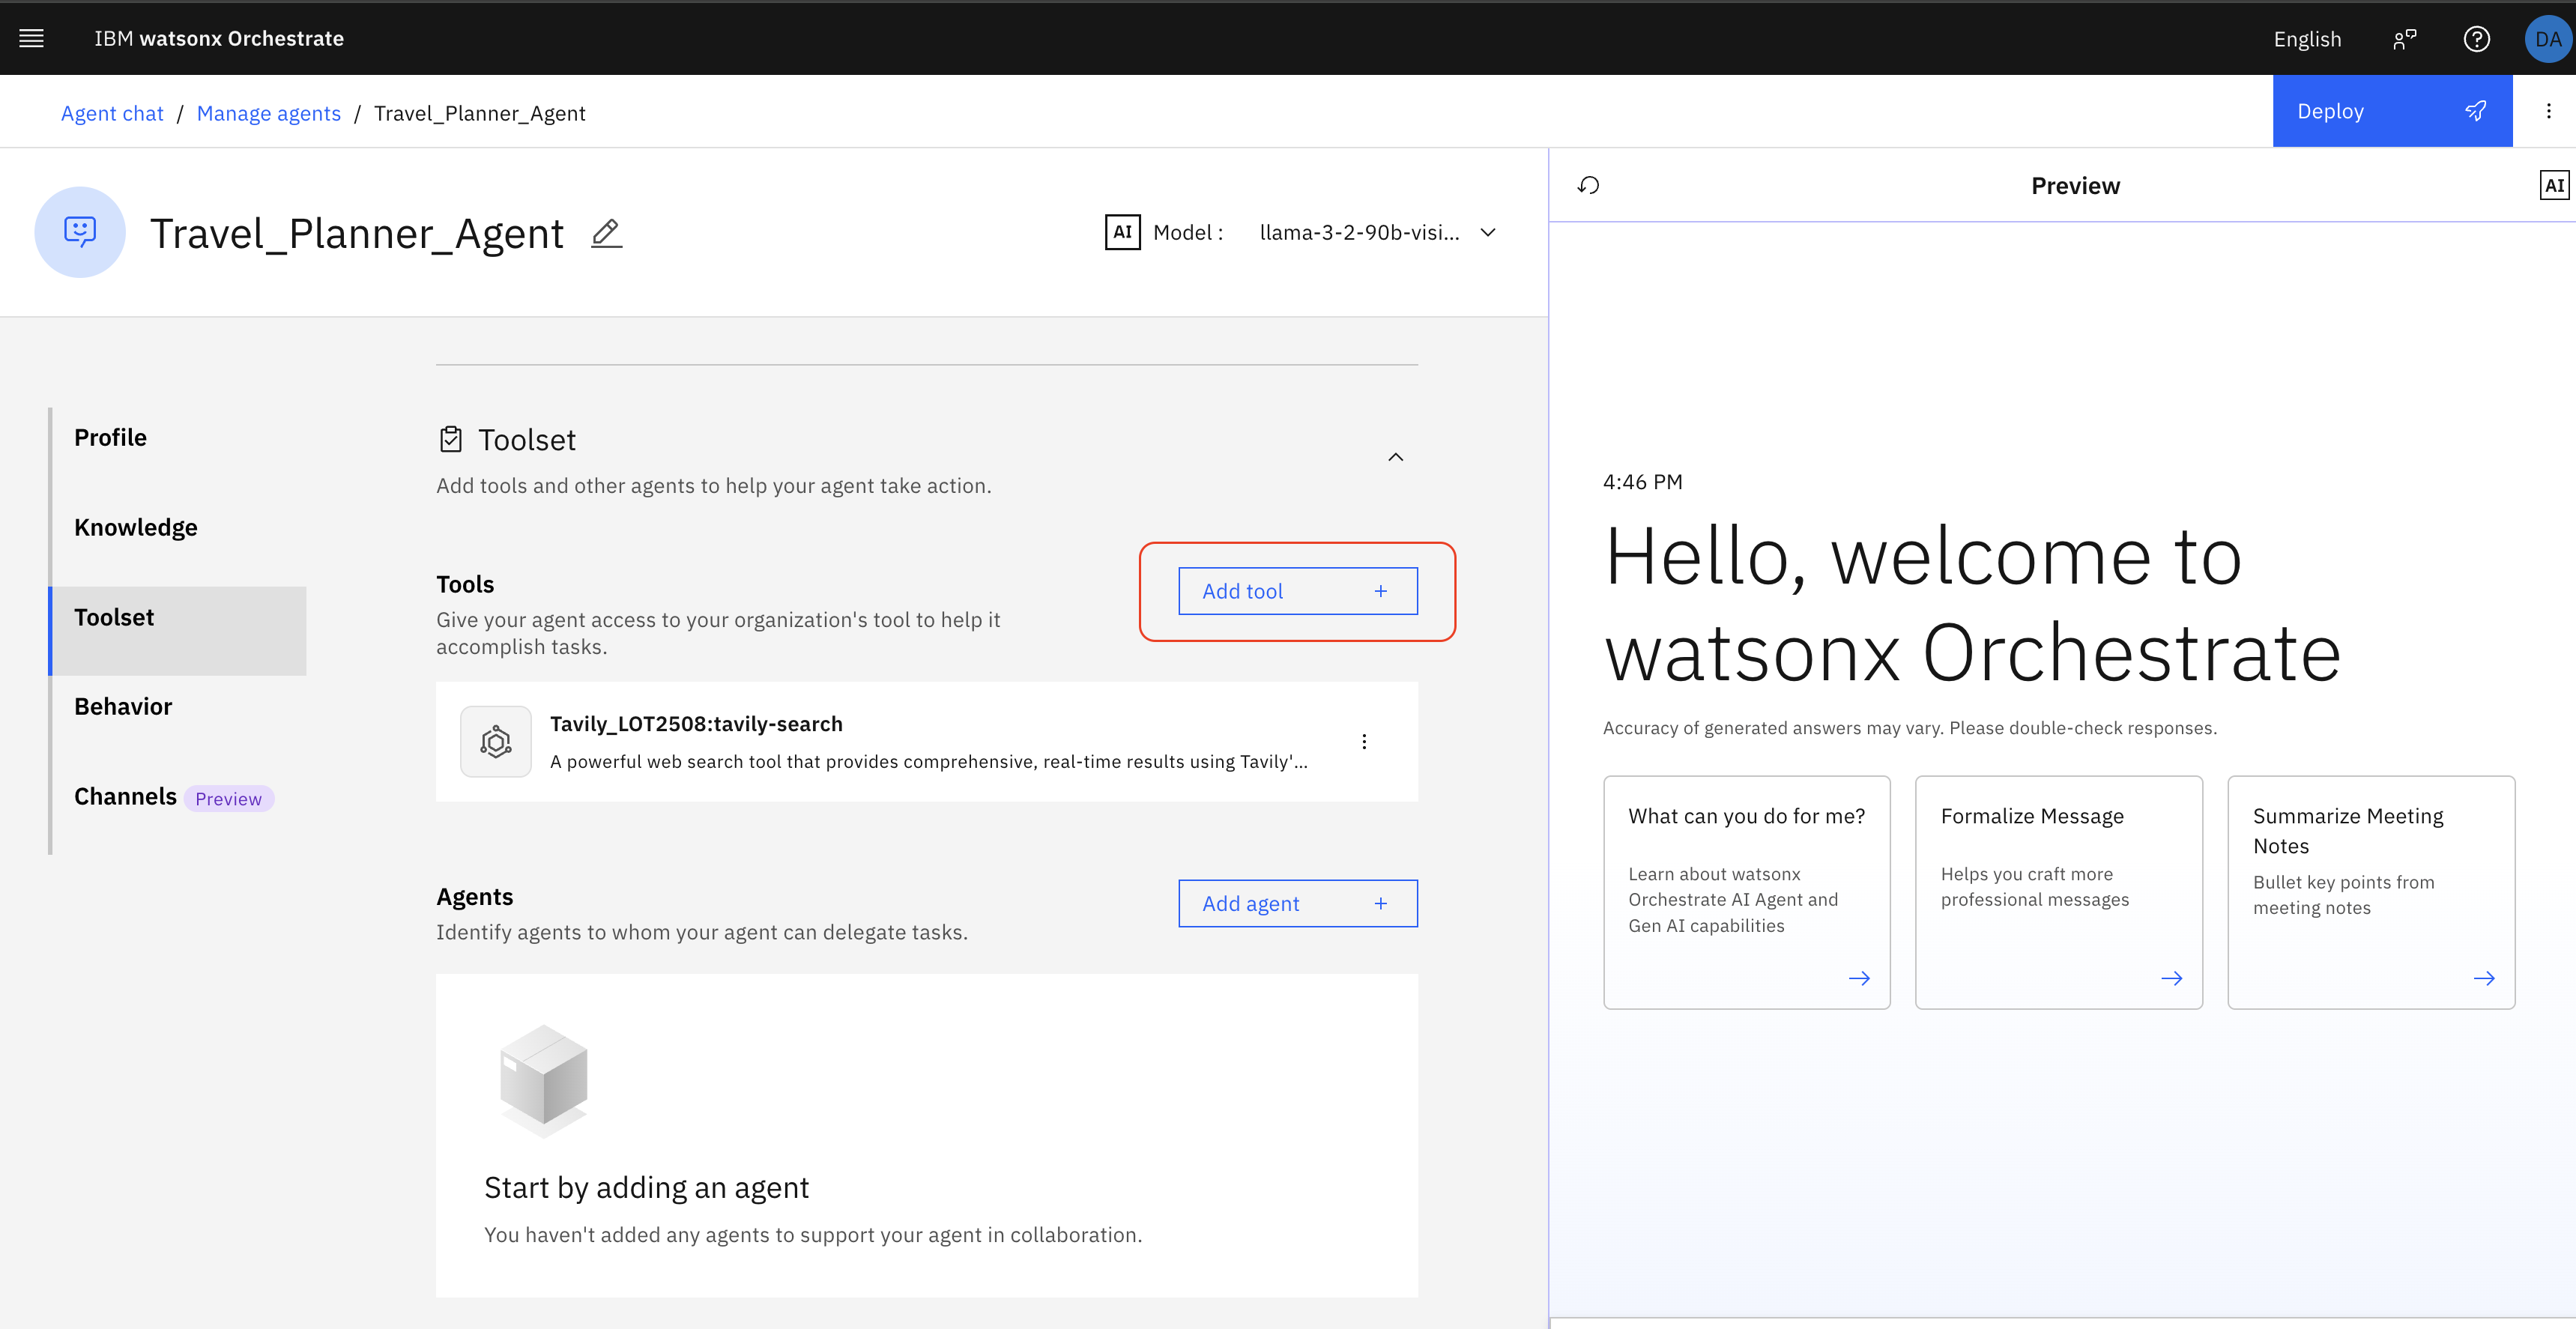 IBM watsonx Orchestrate
English
DA
Agent chat / Manage agents / Travel_Planner_Agent
Deploy
Travel_Planner_Agent
AI Model : llama-3-2-90b-visi...
Profile
Knowledge
Toolset
Behavior
Channels Preview
Toolset
Add tools and other agents to help your agent take action.
Tools
Give your agent access to your organization's tool to help it
accomplish tasks.
Add tool +
Tavily_LOT2508:tavily-search
A powerful web search tool that provides comprehensive, real-time results using Tavily'...
Agents
Identify agents to whom your agent can delegate tasks.
Add agent +
Start by adding an agent
You haven't added any agents to support your agent in collaboration.
Preview
AI
4:46 PM
Hello, welcome to
watsonx Orchestrate
Accuracy of generated answers may vary. Please double-check responses.
What can you do for me?
Learn about watsonx
Orchestrate AI Agent and
Gen AI capabilities
Formalize Message
Helps you craft more
professional messages
Summarize Meeting
Notes
Bullet key points from
meeting notes